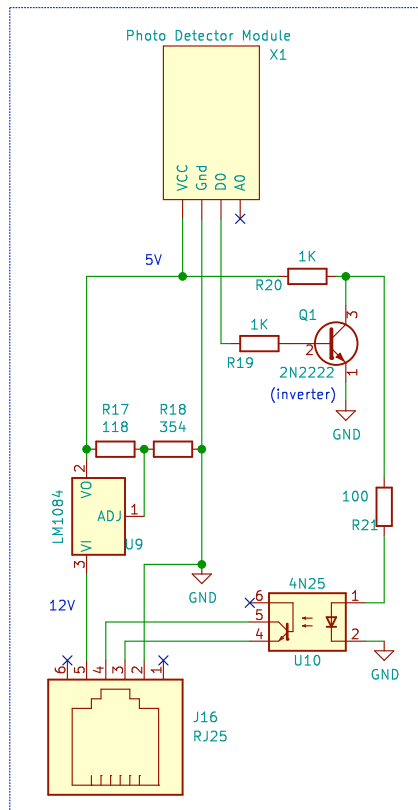 Photo Detector Module
X1
VCC
Gnd
DO
AO
5V
1K
R20
Q1
3
1K
2
R19
2N2222
1
(inverter)
GND
R17
R18
118
354
2
VO
LM1084
ADJ
1
VI
U9
3
100
R21
12V
GND
4N25
6
1
5
4
2
U10
GND
6
5
4
3
2
1
J16
RJ25